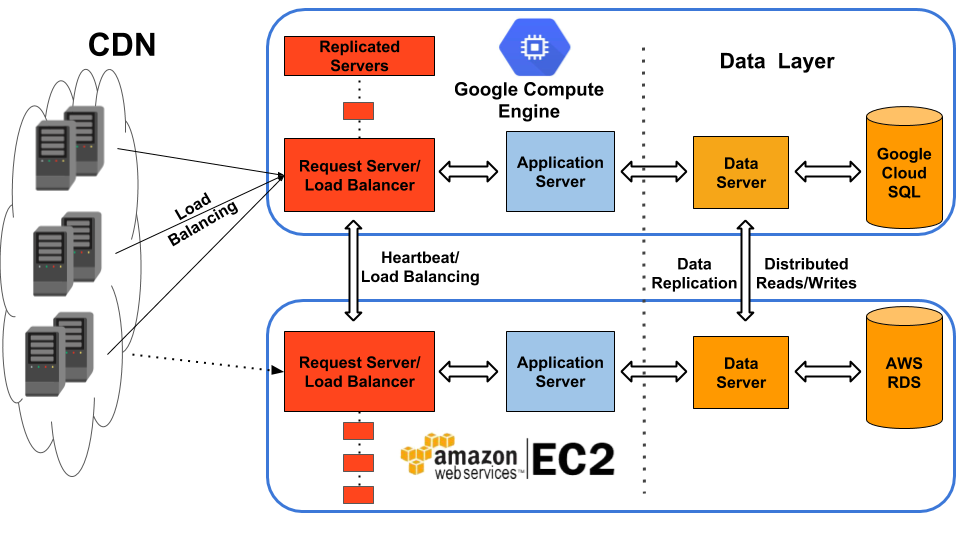 CDN
Replicated
Servers
Google Compute
Engine
Data Layer
Request Server/
Load Balancer
Application
Server
Data
Server
Google
Cloud
SQL
Load
Balancing
Heartbeat/
Load Balancing
Data
Replication
Distributed
Reads/Writes
Request Server/
Load Balancer
Application
Server
Data
Server
AWS
RDS
amazon
web services™
EC2